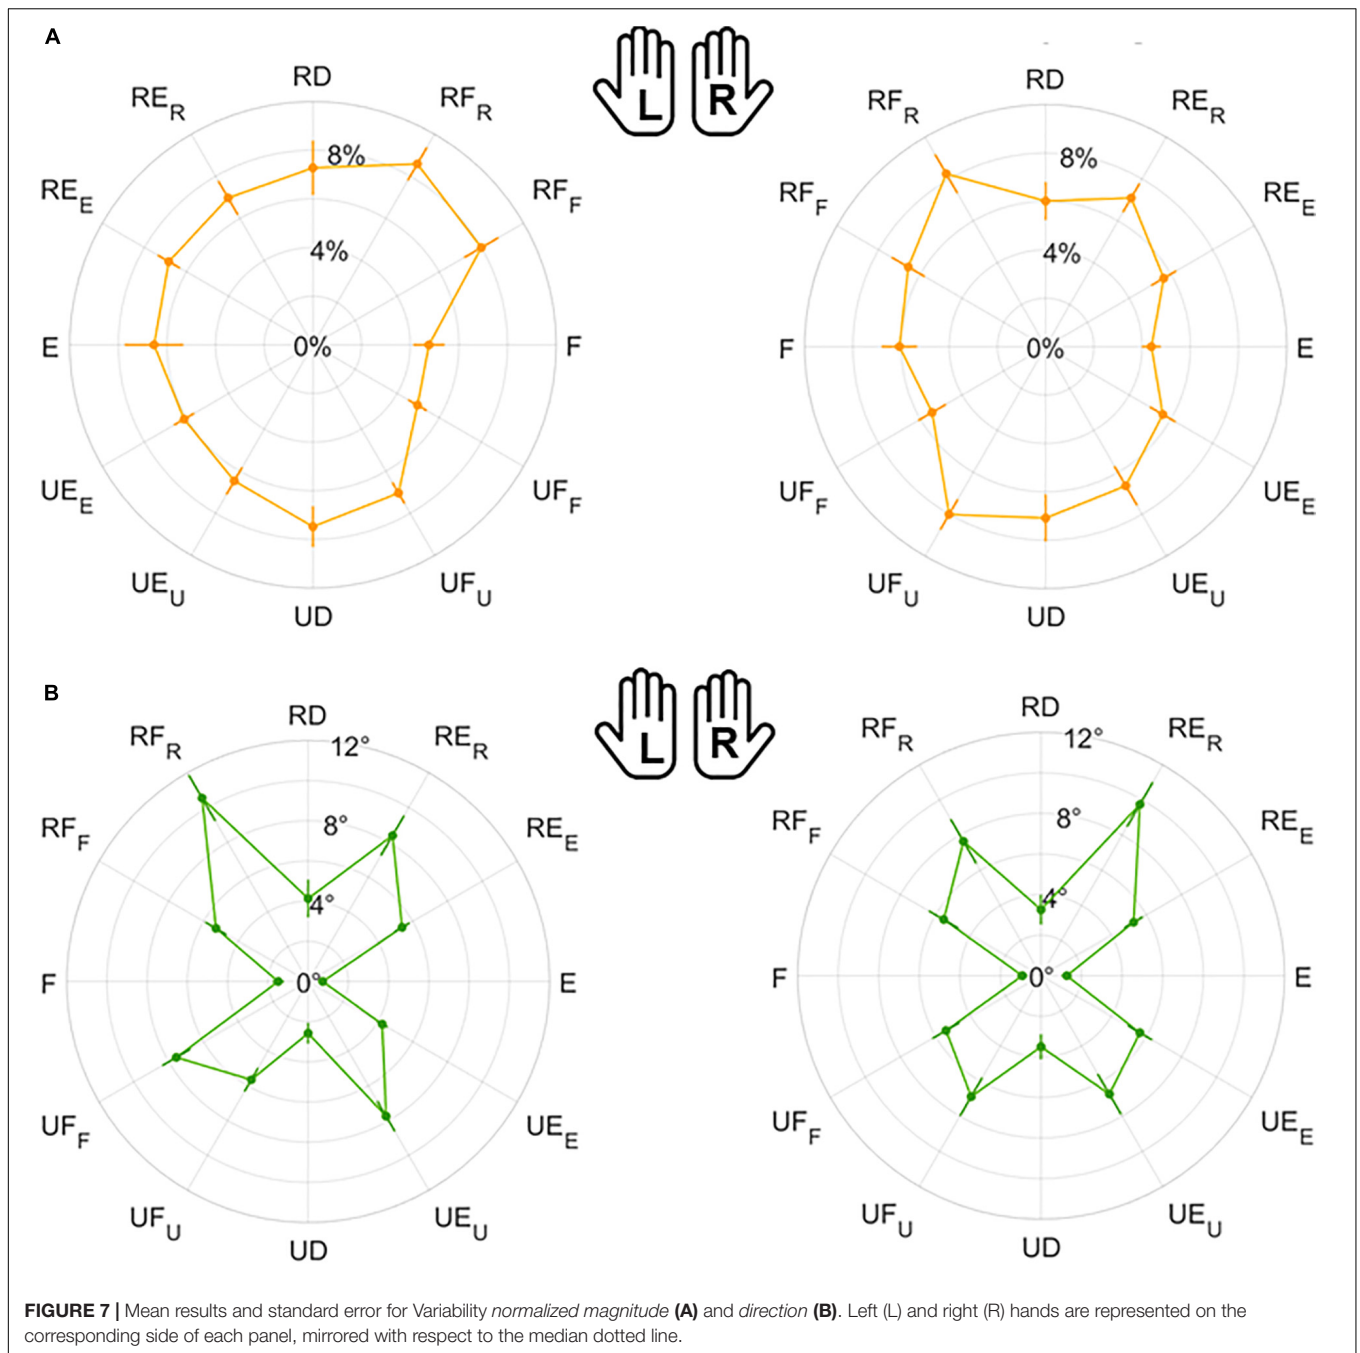 A
RD
RE_R
RF_R
RE_E
RF_F
8%
4%
0%
E
F
UE_E
UF_F
UE_U
UF_U
UD
L
R
RD
RF_R
RE_R
RF_F
RE_E
8%
4%
0%
F
E
UF_F
UE_E
UF_U
UE_U
UD
B
RD
RF_R
RE_R
12°
RF_F
RE_E
8°
4°
0°
F
E
UF_F
UE_E
UF_U
UE_U
UD
L
R
RD
RF_R
RE_R
12°
RF_F
RE_E
8°
4°
0°
F
E
UF_F
UE_E
UF_U
UE_U
UD
FIGURE 7 | Mean results and standard error for Variability normalized magnitude (A) and direction (B). Left (L) and right (R) hands are represented on the
corresponding side of each panel, mirrored with respect to the median dotted line.